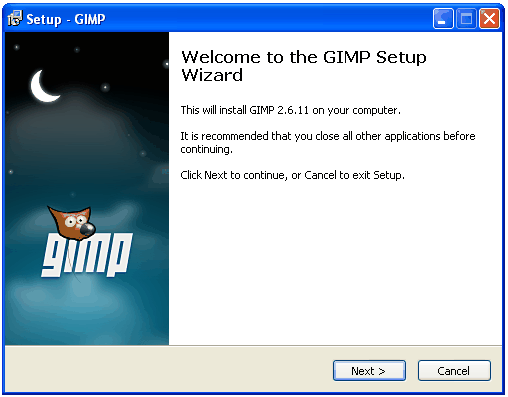 Setup - GIMP
Welcome to the GIMP Setup
Wizard
This will install GIMP 2.6.11 on your computer.
It is recommended that you close all other applications before
continuing.
Click Next to continue, or Cancel to exit Setup.
gimp
Next >
Cancel